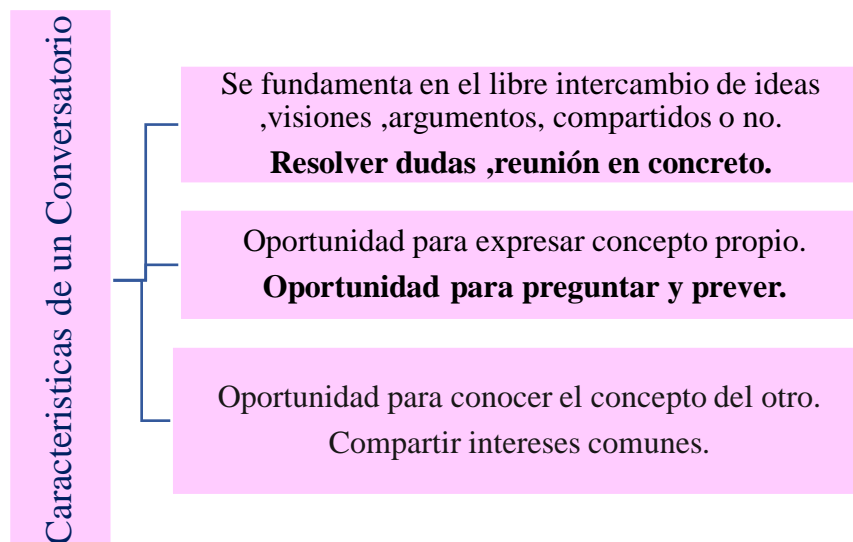 Caracteristicas de un Conversatorio
Se fundamenta en el libre intercambio de ideas
,visiones ,argumentos, compartidos o no.
Resolver dudas ,reunión en concreto.
Oportunidad para expresar concepto propio.
Oportunidad para preguntar y prever.
Oportunidad para conocer el concepto del otro.
Compartir intereses comunes.